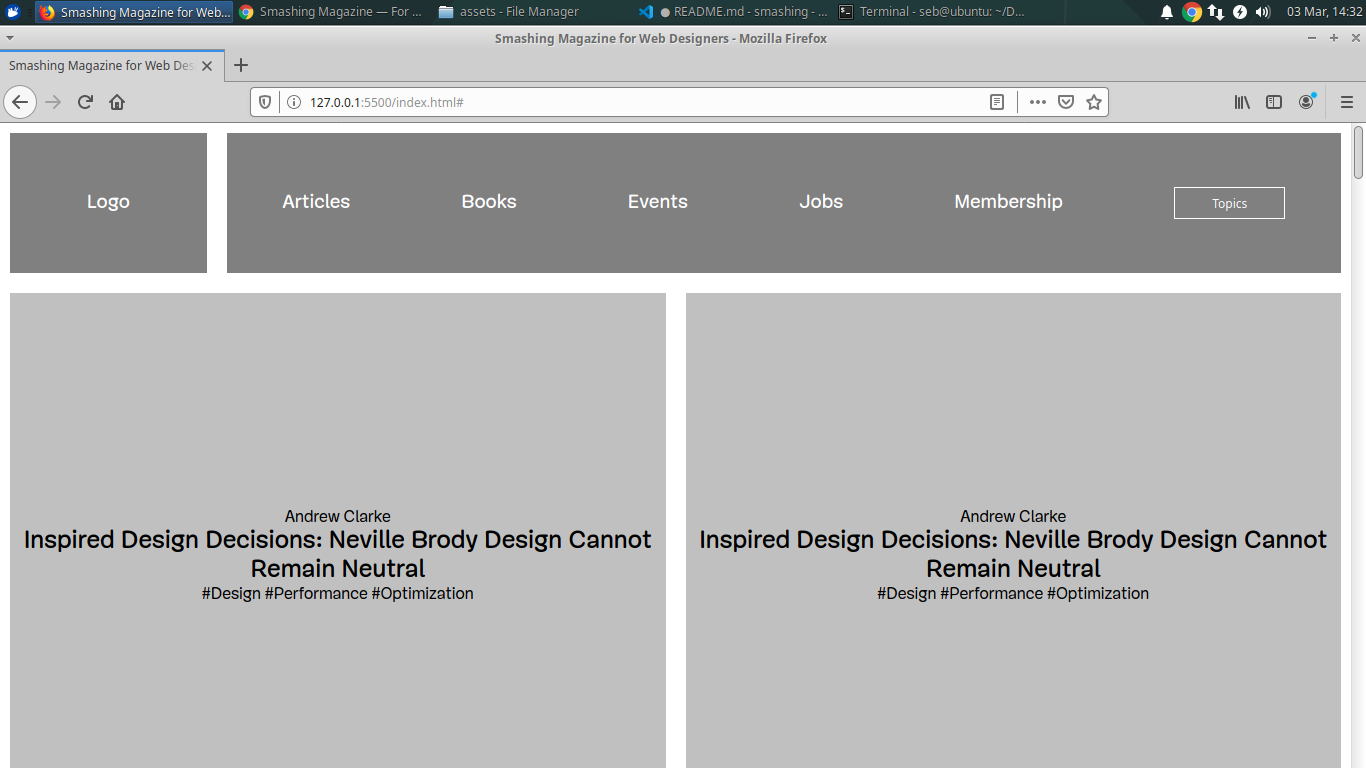 Smashing Magazine for Web...
Smashing Magazine — For ...
assets - File Manager
● README.md - smashing - ...
Terminal - seb@ubuntu: ~/D...
03 Mar, 14:32
Smashing Magazine for Web Designers - Mozilla Firefox
Smashing Magazine for Web Des
127.0.0.1:5500/index.html#
Logo
Articles
Books
Events
Jobs
Membership
Topics
Andrew Clarke
Inspired Design Decisions: Neville Brody Design Cannot
Remain Neutral
#Design #Performance #Optimization
Andrew Clarke
Inspired Design Decisions: Neville Brody Design Cannot
Remain Neutral
#Design #Performance #Optimization